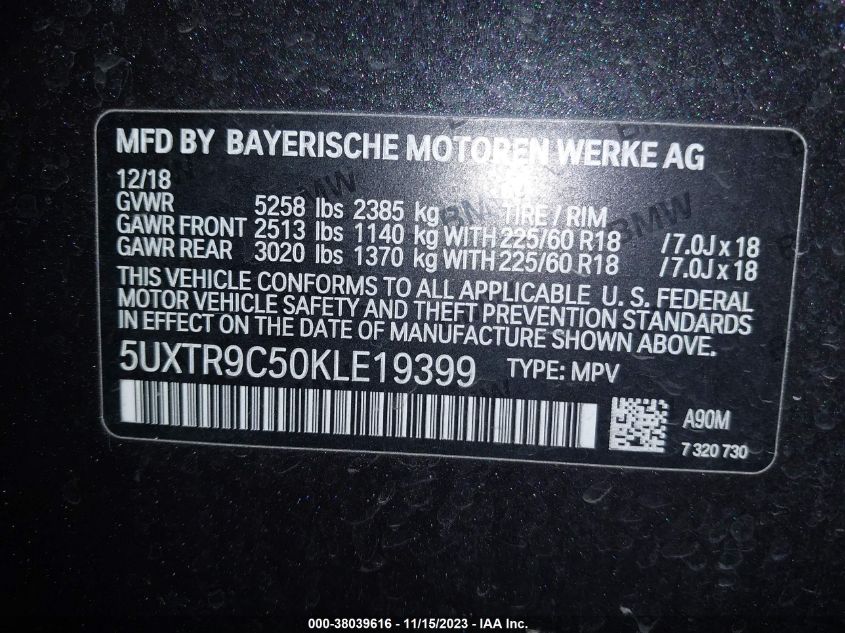 MFD BY BAYERISCHE MOTOREN WERKE AG
12/18
GVWR 5258 lbs 2385 kg TIRE / RIM
GAWR FRONT 2513 lbs 1140 kg WITH 225/60 R18 /7.0J x 18
GAWR REAR 3020 lbs 1370 kg WITH 225/60 R18 /7.0J x 18
THIS VEHICLE CONFORMS TO ALL APPLICABLE U. S. FEDERAL
MOTOR VEHICLE SAFETY AND THEFT PREVENTION STANDARDS
IN EFFECT ON THE DATE OF MANUFACTURE SHOWN ABOVE.
5UXTR9C50KLE19399 TYPE: MPV
A90M
7 320 730
BMW
BMW
BMW
000-38039616 - 11/15/2023 - IAA Inc.